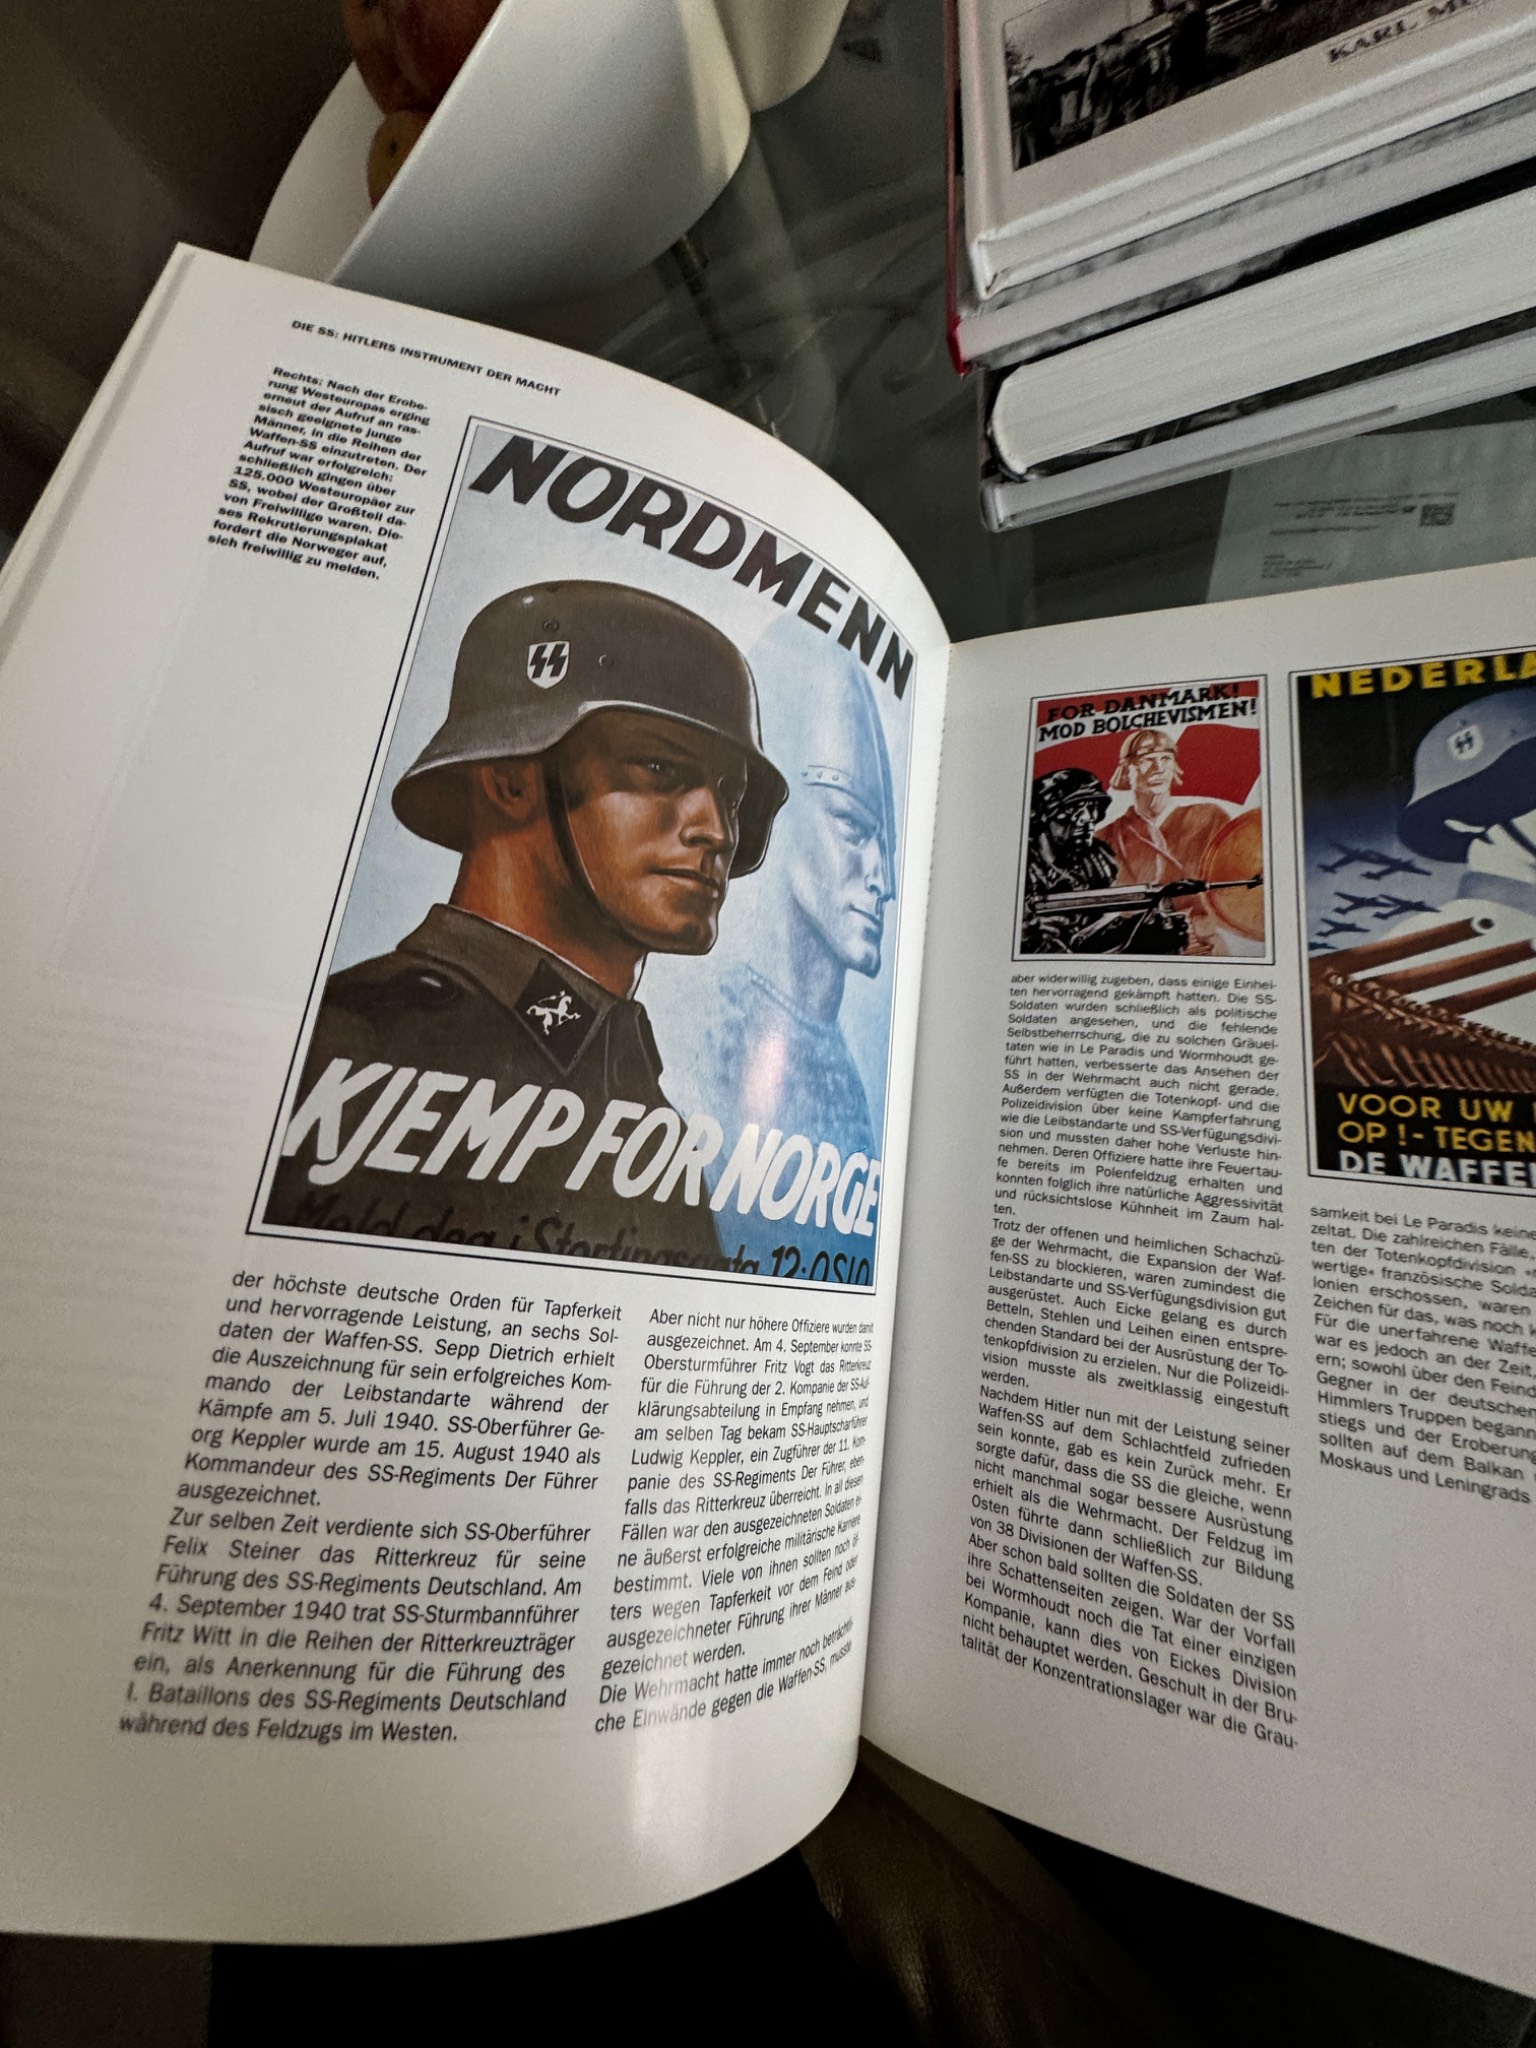 KARL
DIE SS: HITLERS INSTRUMENT DER MACHT
Rechts: Nach der Erobe-
rung Westeuropas erging
erneut der Aufruf an ras-
sisch geeignete junge
Männer, in die Reihen der
Waffen-SS einzutreten. Der
Aufruf war erfolgreich:
schließlich gingen über
125.000 Westeuropäer zur
SS, wobei der Großteil da-
von Freiwillige waren. Die-
ses Rekrutierungsplakat
fordert die Norweger auf,
sich freiwillig zu melden.
NORDMENN
KJEMP FOR NORGE
Meld deg i Stortingsgata 12·OSLO
der höchste deutsche Orden für Tapferkeit
und hervorragende Leistung, an sechs Sol-
daten der Waffen-SS. Sepp Dietrich erhielt
die Auszeichnung für sein erfolgreiches Kom-
mando der Leibstandarte während der
Kämpfe am 5. Juli 1940. SS-Oberführer Ge-
org Keppler wurde am 15. August 1940 als
Kommandeur des SS-Regiments Der Führer
ausgezeichnet.
Zur selben Zeit verdiente sich SS-Oberführer
Felix Steiner das Ritterkreuz für seine
Führung des SS-Regiments Deutschland. Am
4. September 1940 trat SS-Sturmbannführer
Fritz Witt in die Reihen der Ritterkreuzträger
ein, als Anerkennung für die Führung des
I. Bataillons des SS-Regiments Deutschland
während des Feldzugs im Westen.
Aber nicht nur höhere Offiziere wurden damit
ausgezeichnet. Am 4. September konnte SS-
Obersturmführer Fritz Vogt das Ritterkreuz
für die Führung der 2. Kompanie der SS-Auf-
klärungsabteilung in Empfang nehmen, und
am selben Tag bekam SS-Hauptscharführer
Ludwig Keppler, ein Zugführer der 11. Kom-
panie des SS-Regiments Der Führer, eben-
falls das Ritterkreuz überreicht. In all diesen
Fällen war den ausgezeichneten Soldaten ei-
ne äußerst erfolgreiche militärische Karriere
bestimmt. Viele von ihnen sollten noch öf-
ters wegen Tapferkeit vor dem Feind oder
ausgezeichneter Führung ihrer Männer aus-
gezeichnet werden.
Die Wehrmacht hatte immer noch beträchtli-
che Einwände gegen die Waffen-SS, musste
FOR DANMARK!
MOD BOLCHEVISMEN!
aber widerwillig zugeben, dass einige Einhei-
ten hervorragend gekämpft hatten. Die SS-
Soldaten wurden schließlich als politische
Soldaten angesehen, und die fehlende
Selbstbeherrschung, die zu solchen Gräuel-
taten wie in Le Paradis und Wormhoudt ge-
führt hatten, verbesserte das Ansehen der
SS in der Wehrmacht auch nicht gerade.
Außerdem verfügten die Totenkopf- und die
Polizeidivision über keine Kampferfahrung
wie die Leibstandarte und SS-Verfügungsdivi-
sion und mussten daher hohe Verluste hin-
nehmen. Deren Offiziere hatte ihre Feuertau-
fe bereits im Polenfeldzug erhalten und
konnten folglich ihre natürliche Aggressivität
und rücksichtslose Kühnheit im Zaum hal-
ten.
Trotz der offenen und heimlichen Schachzü-
ge der Wehrmacht, die Expansion der Waf-
fen-SS zu blockieren, waren zumindest die
Leibstandarte und SS-Verfügungsdivision gut
ausgerüstet. Auch Eicke gelang es durch
Betteln, Stehlen und Leihen einen entspre-
chenden Standard bei der Ausrüstung der To-
tenkopfdivision zu erzielen. Nur die Polizeidi-
vision musste als zweitklassig eingestuft
werden.
Nachdem Hitler nun mit der Leistung seiner
Waffen-SS auf dem Schlachtfeld zufrieden
sein konnte, gab es kein Zurück mehr. Er
sorgte dafür, dass die SS die gleiche, wenn
nicht manchmal sogar bessere Ausrüstung
erhielt als die Wehrmacht. Der Feldzug im
Osten führte dann schließlich zur Bildung
von 38 Divisionen der Waffen-SS.
Aber schon bald sollten die Soldaten der SS
ihre Schattenseiten zeigen. War der Vorfall
bei Wormhoudt noch die Tat einer einzigen
Kompanie, kann dies von Eickes Division
nicht behauptet werden. Geschult in der Bru-
talität der Konzentrationslager war die Grau-
NEDERLA
VOOR UW
OP!- TEGEN
DE WAFFE
samkeit bei Le Paradis keine
zeltat. Die zahlreichen Fälle,
ten der Totenkopfdivision
wertige« französische Solda
lonien erschossen, waren
Zeichen für das, was noch k
Für die unerfahrene Waffe
war es jedoch an der Zeit,
ern; sowohl über den Feind
Gegner in der deutschen
Himmlers Truppen begann
stiegs und der Eroberung
sollten auf dem Balkan
Moskaus und Leningrads